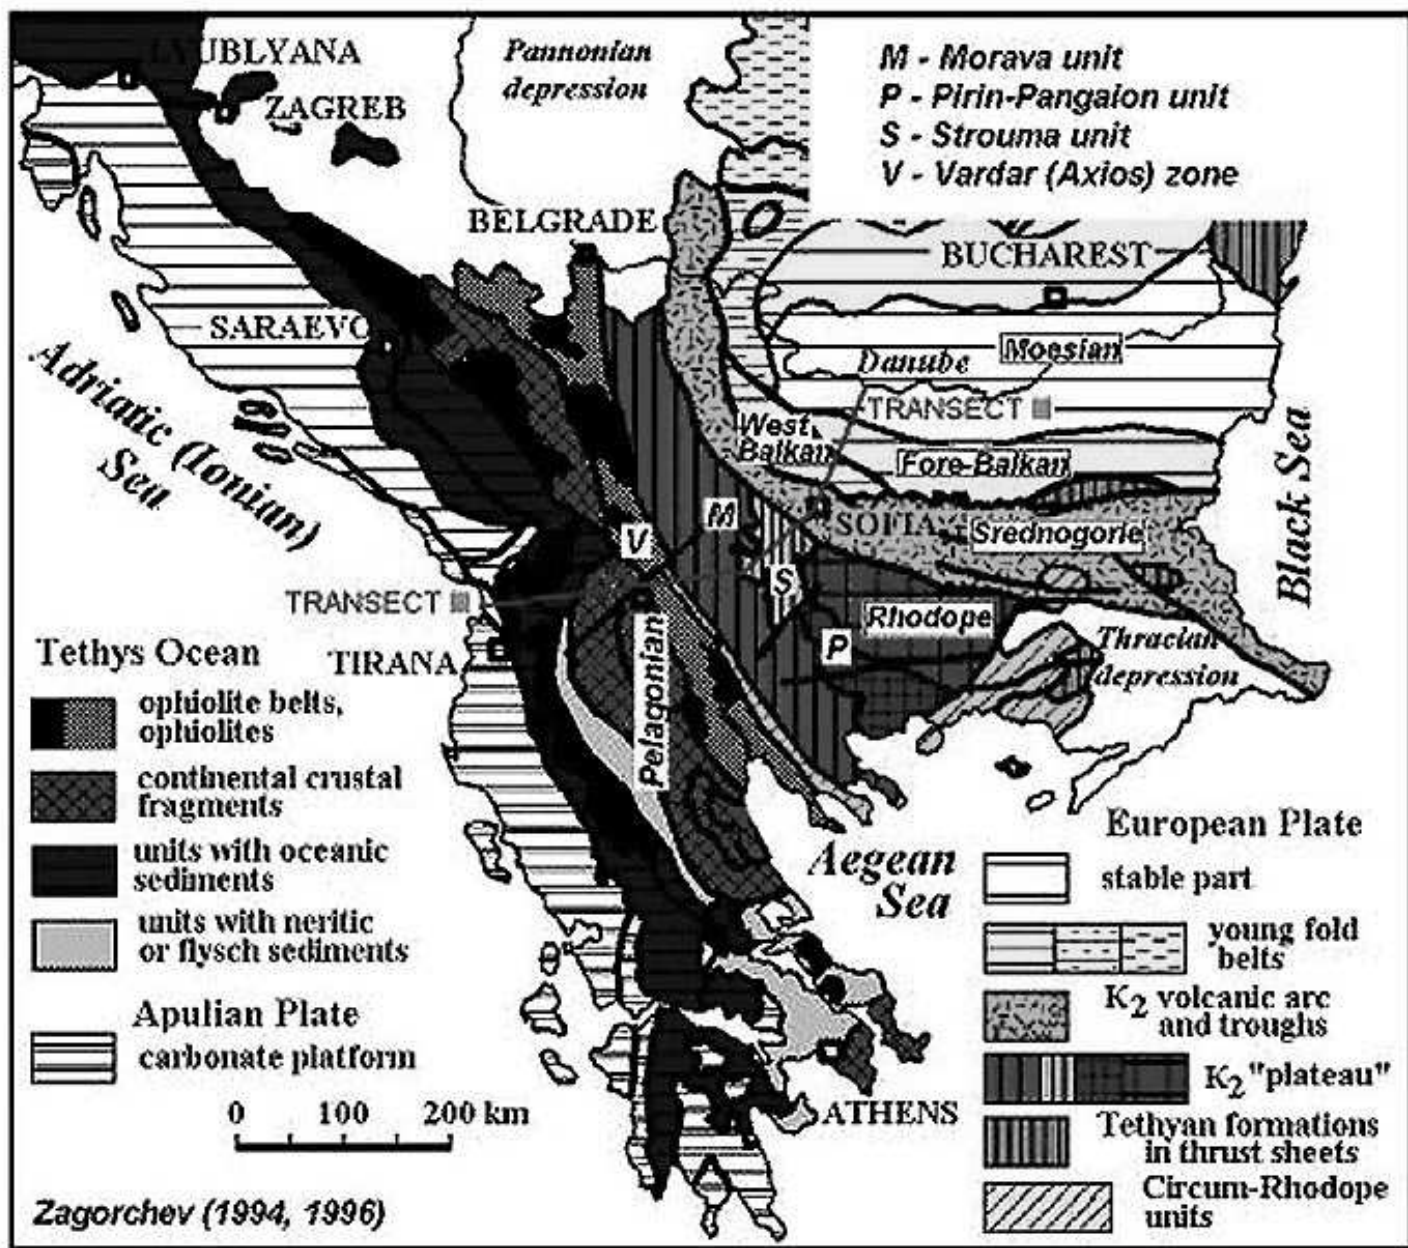 LYUBLYANA
ZAGREB
Pannonian
depression
M - Morava unit
P - Pirin-Pangaion unit
S - Strouma unit
V - Vardar (Axios) zone
BELGRADE
BUCHAREST
SARAEVO
Adriatic (Ionian)
Sea
Moesian
Danube
TRANSECT
West
Balkan
Fore-Balkan
Black Sea
M
V
SOFIA
Srednogorie
S
TRANSECT
Rhodope
P
Thracian
depression
TIRANA
Pelagonian
Tethys Ocean
ophiolite belts,
ophiolites
continental crustal
fragments
units with oceanic
sediments
units with neritic
or flysch sediments
Apulian Plate
carbonate platform
0 100 200 km
Zagorchev (1994, 1996)
Aegean
Sea
ATHENS
European Plate
stable part
young fold
belts
K2 volcanic arc
and troughs
K2 "plateau"
Tethyan formations
in thrust sheets
Circum-Rhodope
units